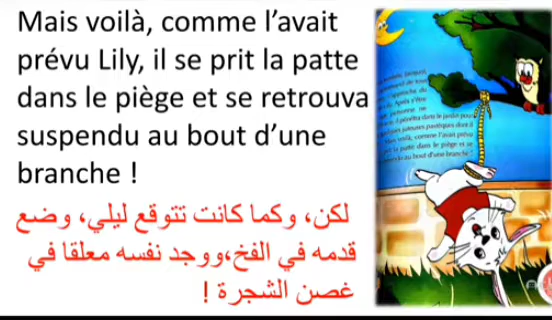 Mais voilà, comme l’avait
prévu Lily, il se prit la patte
dans le piège et se retrouva
suspendu au bout d’une
branche !
لكن، وكما كانت تتوقع ليلي، وضع
قدمه في الفخ،ووجد نفسه معلقا في
غصن الشجرة !